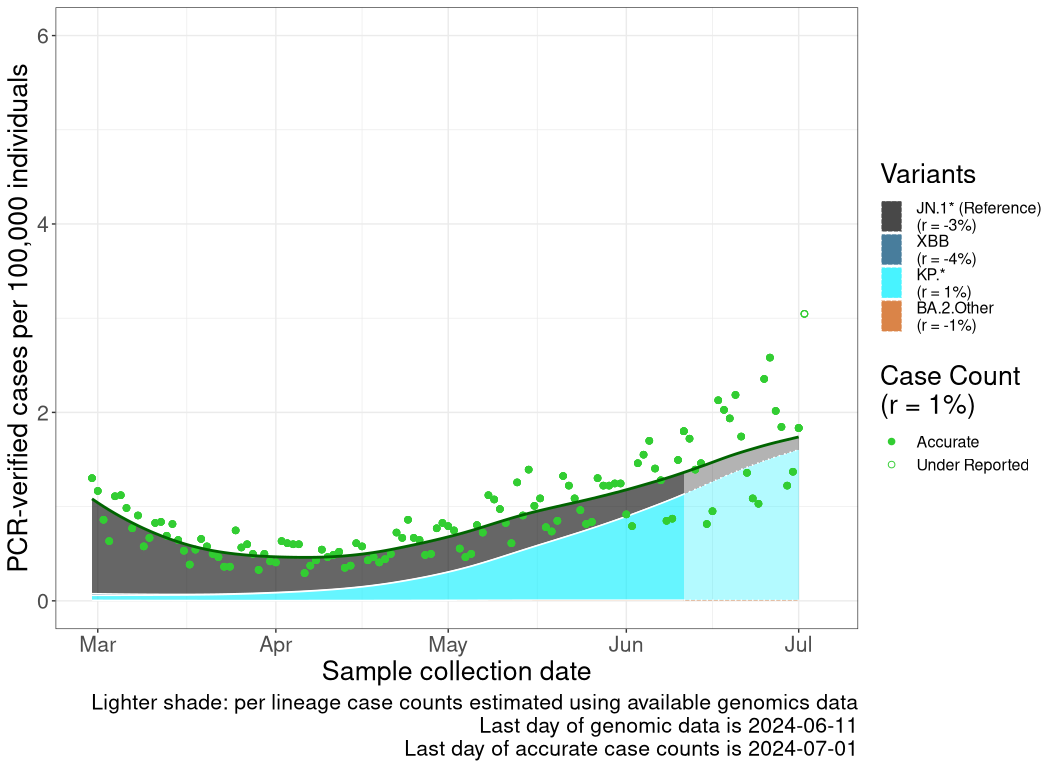 PCR-verified cases per 100,000 individuals
6
4
2
0
Mar Apr May Jun Jul
Sample collection date
Lighter shade: per lineage case counts estimated using available genomics data
Last day of genomic data is 2024-06-11
Last day of accurate case counts is 2024-07-01
Variants
JN.1* (Reference)
(r = -3%)
XBB
(r = -4%)
KP.*
(r = 1%)
BA.2.Other
(r = -1%)
Case Count
(r = 1%)
Accurate
Under Reported